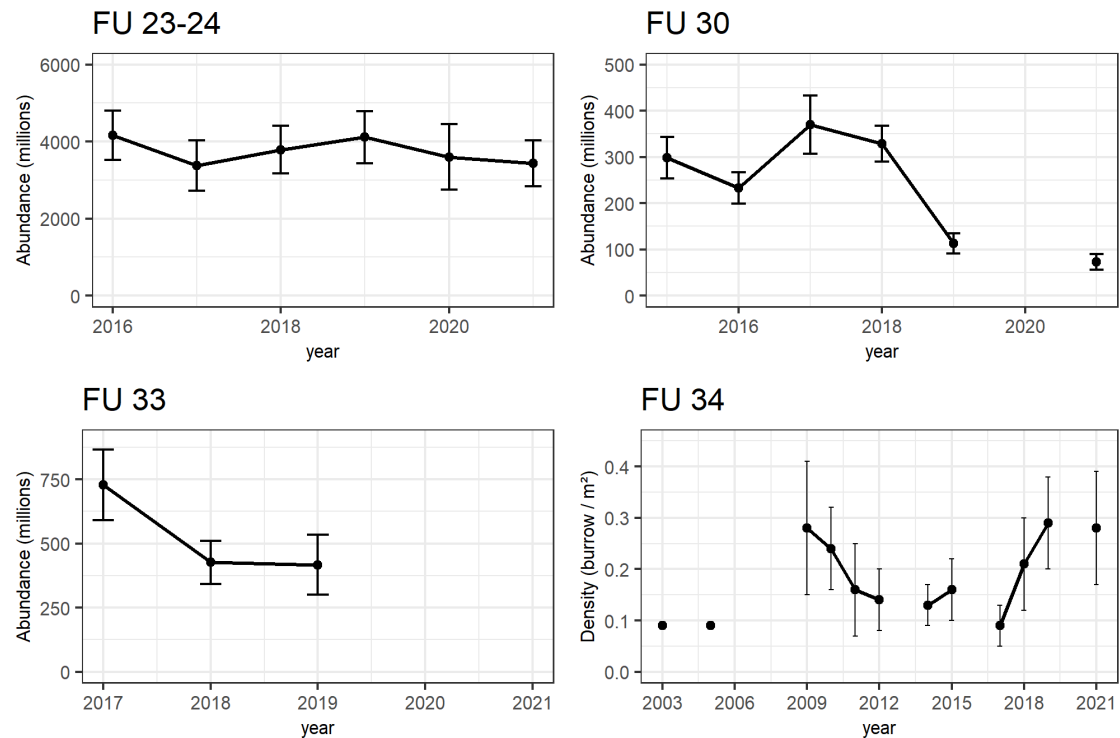 FU 23-24
Abundance (millions)
6000
4000
2000
0
2016 2018 2020
year
FU 30
Abundance (millions)
500
400
300
200
100
0
2016 2018 2020
year
FU 33
Abundance (millions)
750
500
250
0
2017 2018 2019 2020 2021
year
FU 34
Density (burrow / m²)
0.4
0.3
0.2
0.1
0.0
2003 2006 2009 2012 2015 2018 2021
year